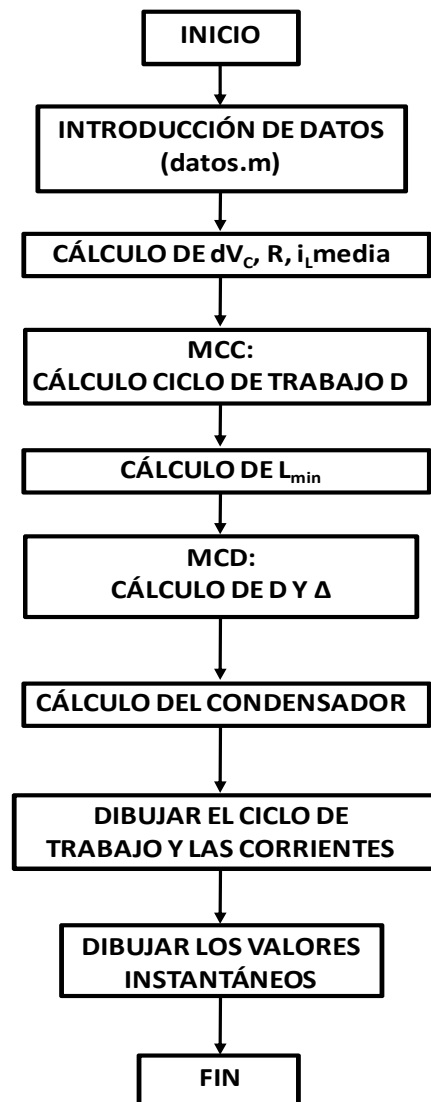 INICIO
INTRODUCCIÓN DE DATOS
(datos.m)
CÁLCULO DE dVC, R, iLmedia
MCC:
CÁLCULO CICLO DE TRABAJO D
CÁLCULO DE Lmin
MCD:
CÁLCULO DE D Y Δ
CÁLCULO DEL CONDENSADOR
DIBUJAR EL CICLO DE
TRABAJO Y LAS CORRIENTES
DIBUJAR LOS VALORES
INSTANTÁNEOS
FIN